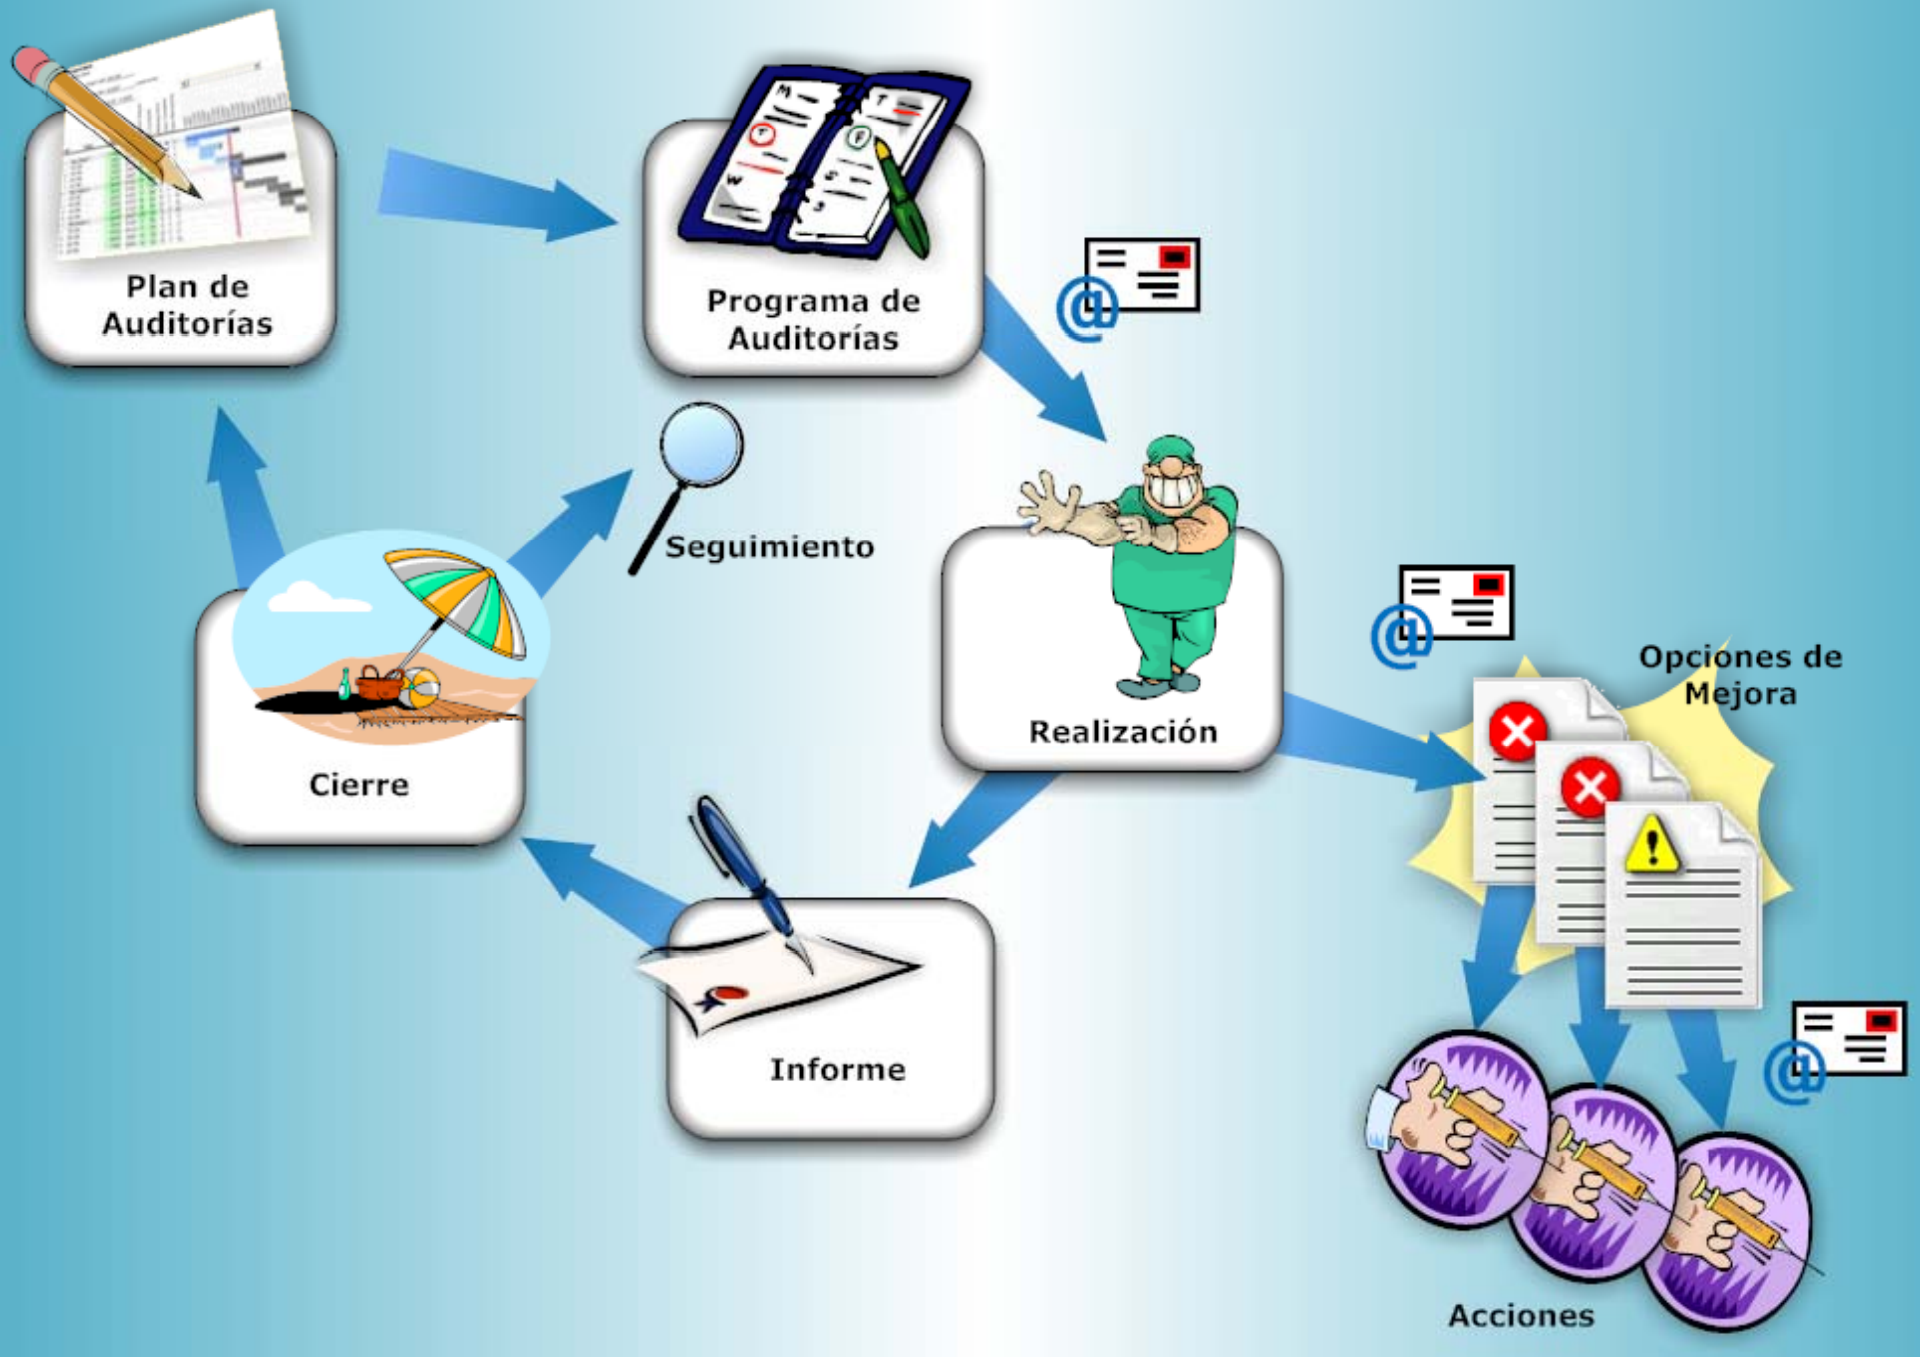 Plan de
Auditorías
M
T
T
F
W
S
S
Programa de
Auditorías
@
Seguimiento
@
Opciones de
Mejora
Realización
Cierre
Informe
@
Acciones